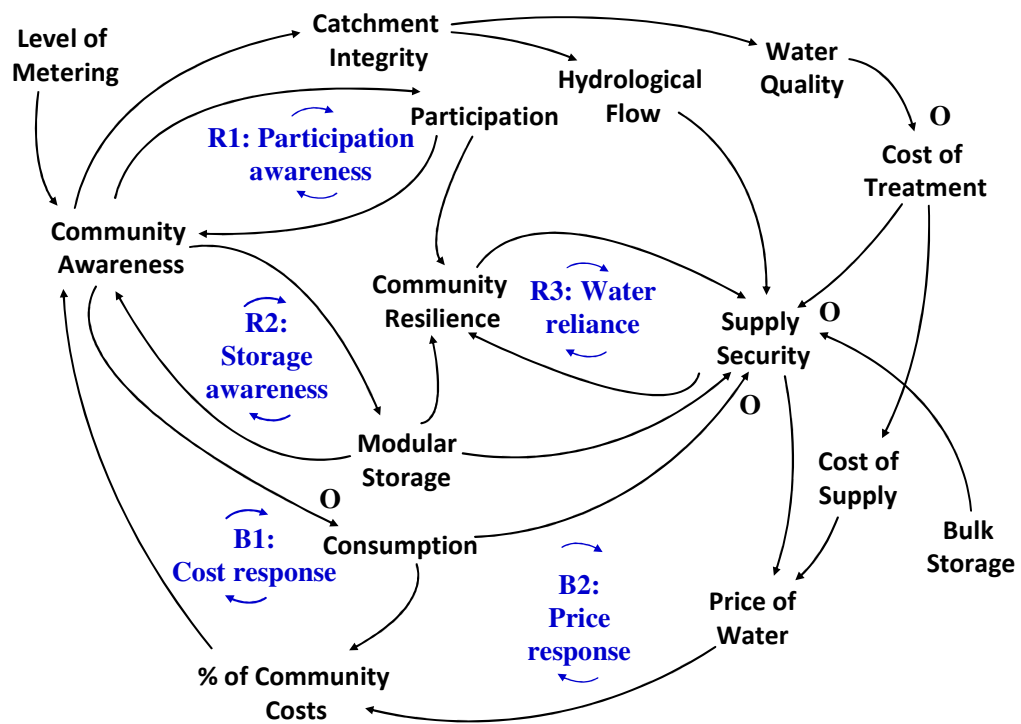 Catchment
Integrity
Level of
Metering
Water
Quality
Hydrological
Flow
Participation
O
R1: Participation
awareness
Cost of
Treatment
Community
Awareness
Community
Resilience
R3: Water
reliance
Supply
Security
O
R2:
Storage
awareness
O
Modular
Storage
Cost of
Supply
O
B1:
Cost response
Consumption
Bulk
Storage
B2:
Price
response
Price of
Water
% of Community
Costs